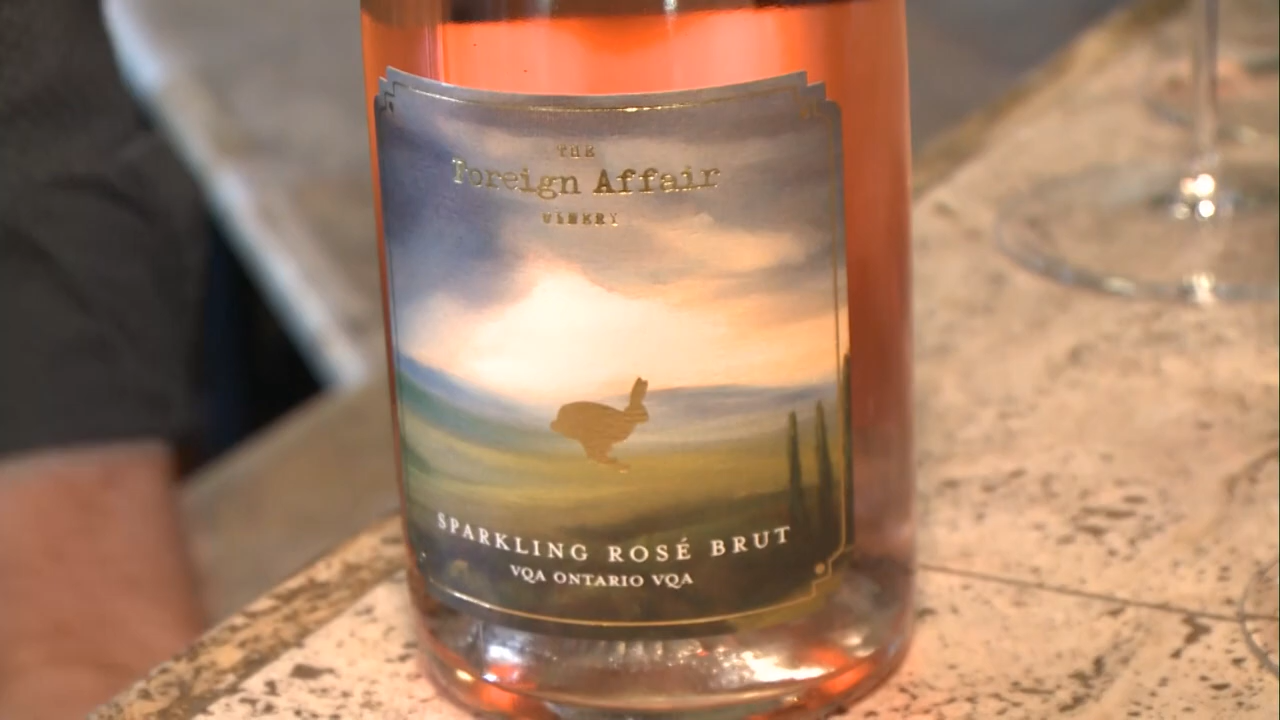 THE
Foreign Affair
WINERY
SPARKLING ROSÉ BRUT
VQA ONTARIO VQA